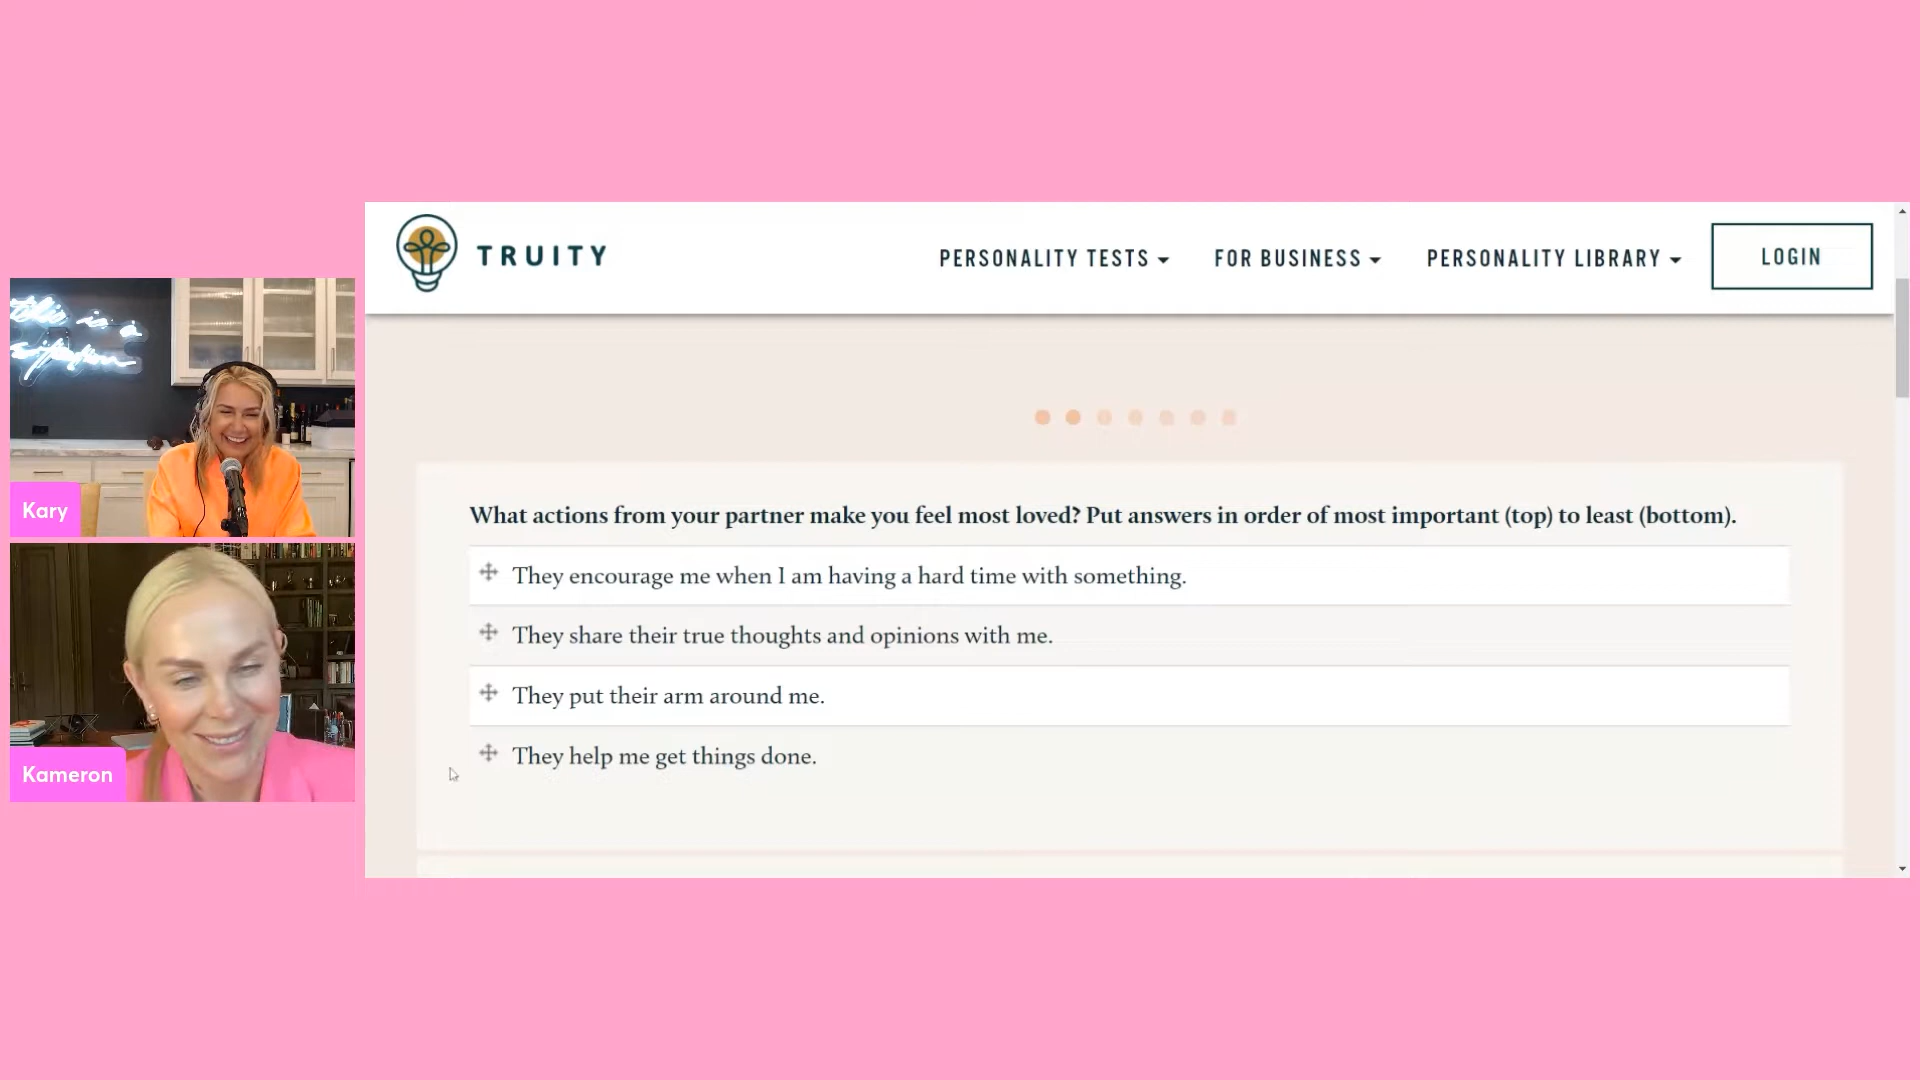 TRUITY
PERSONALITY TESTS
FOR BUSINESS
PERSONALITY LIBRARY
LOGIN
What actions from your partner make you feel most loved? Put answers in order of most important (top) to least (bottom).
They encourage me when I am having a hard time with something.
They share their true thoughts and opinions with me.
They put their arm around me.
They help me get things done.
is a
Kary
Kameron